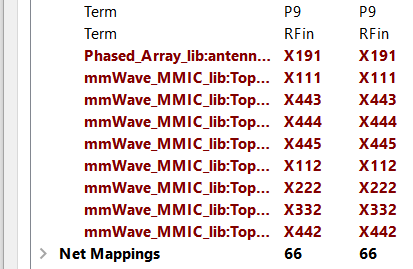 Term P9 P9
Term RFin RFin
Phased_Array_lib:antenn... X191 X191
mmWave_MMIC_lib:Top... X111 X111
mmWave_MMIC_lib:Top... X443 X443
mmWave_MMIC_lib:Top... X444 X444
mmWave_MMIC_lib:Top... X445 X445
mmWave_MMIC_lib:Top... X112 X112
mmWave_MMIC_lib:Top... X222 X222
mmWave_MMIC_lib:Top... X332 X332
mmWave_MMIC_lib:Top... X442 X442
Net Mappings 66 66